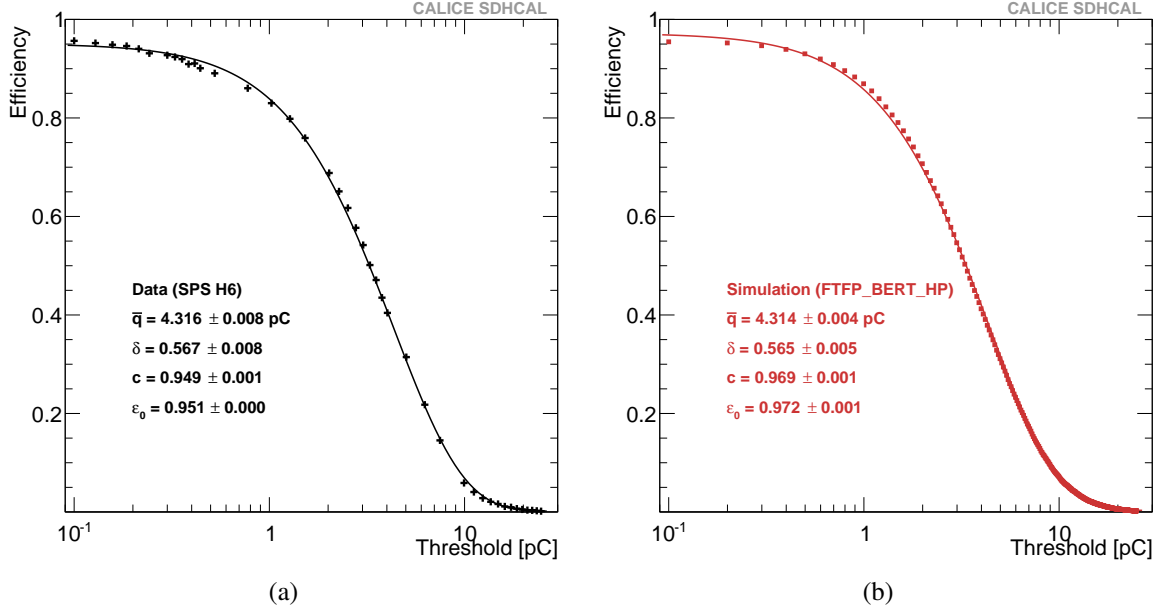 CALICE SDHCAL
Efficiency
1
0.8
0.6
0.4
0.2
Data (SPS H6)
q̅ = 4.316 ± 0.008 pC
δ = 0.567 ± 0.008
c = 0.949 ± 0.001
ε₀ = 0.951 ± 0.000
10⁻¹ 1 10
Threshold [pC]
(a)
CALICE SDHCAL
Efficiency
1
0.8
0.6
0.4
0.2
Simulation (FTFP_BERT_HP)
q̅ = 4.314 ± 0.004 pC
δ = 0.565 ± 0.005
c = 0.969 ± 0.001
ε₀ = 0.972 ± 0.001
10⁻¹ 1 10
Threshold [pC]
(b)